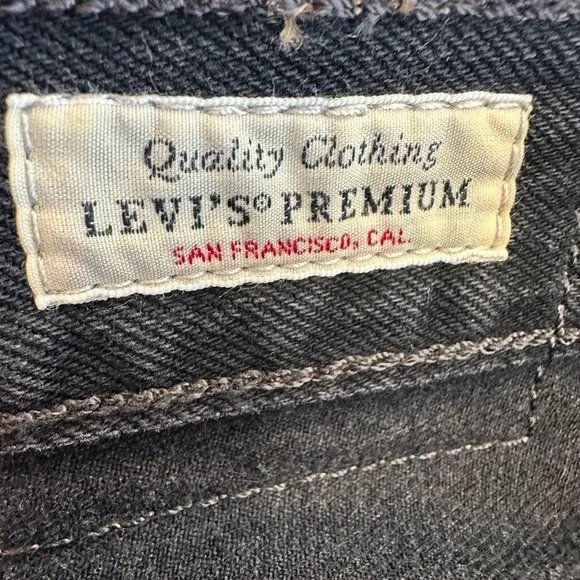 Quality Clothing
LEVI'S® PREMIUM
SAN FRANCISCO, CAL.